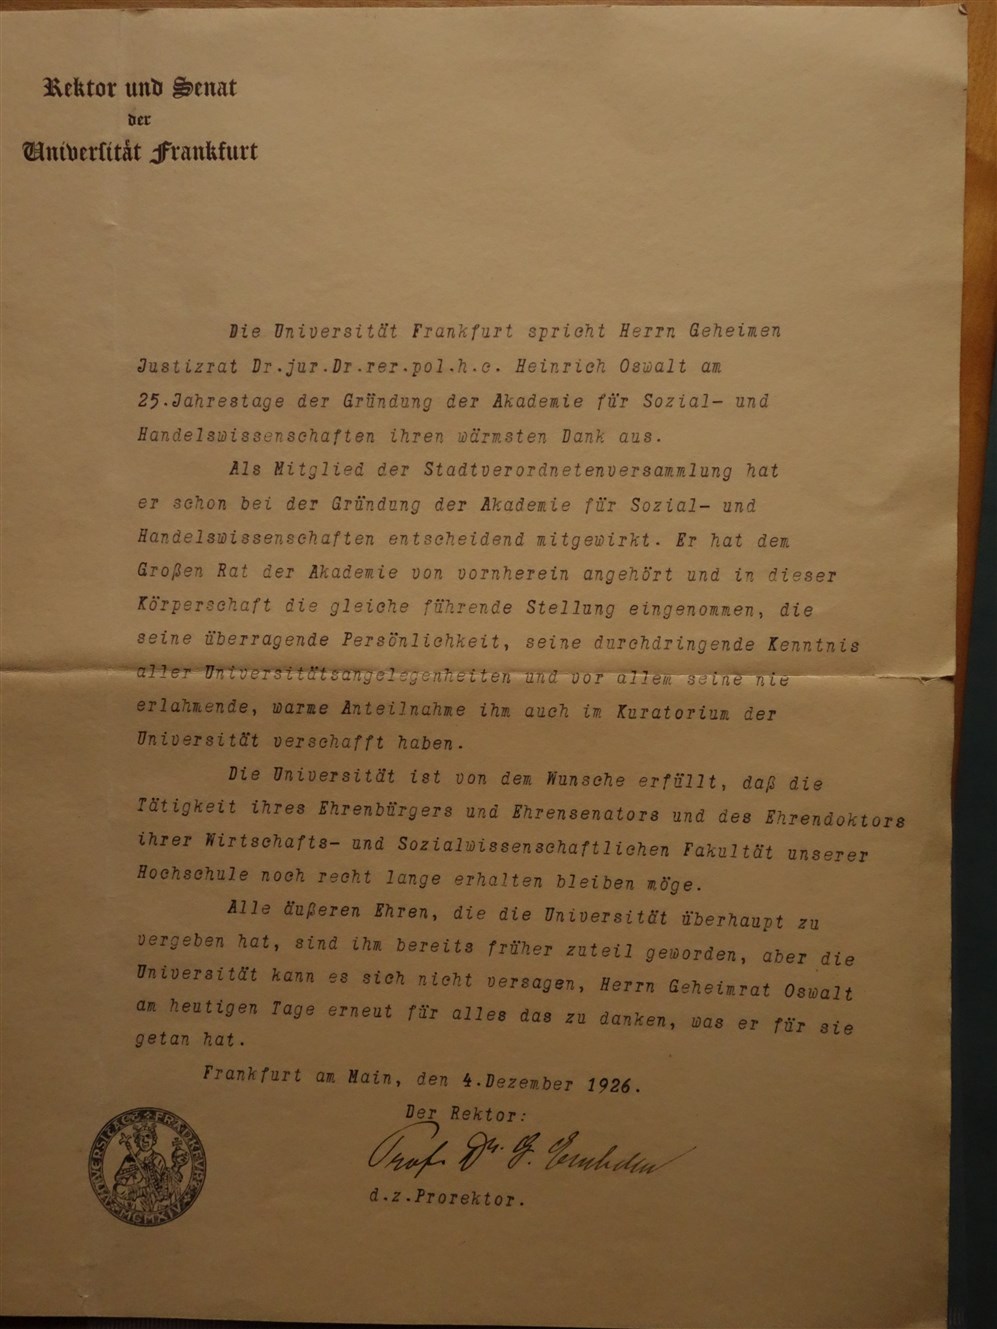 Rektor und Senat
der
Universität Frankfurt
Die Universität Frankfurt spricht Herrn Geheimen
Justizrat Dr.jur.Dr.rer.pol.h.c. Heinrich Oswalt am
25.Jahrestage der Gründung der Akademie für Sozial- und
Handelswissenschaften ihren wärmsten Dank aus.
Als Mitglied der Stadtverordnetenversammlung hat
er schon bei der Gründung der Akademie für Sozial- und
Handelswissenschaften entscheidend mitgewirkt. Er hat dem
Großen Rat der Akademie von vornherein angehört und in dieser
Körperschaft die gleiche führende Stellung eingenommen, die
seine überragende Persönlichkeit, seine durchdringende Kenntnis
aller Universitätsangelegenheiten und vor allem seine nie
erlahmende, warme Anteilnahme ihm auch im Kuratorium der
Universität verschafft haben.
Die Universität ist von dem Wunsche erfüllt, daß die
Tätigkeit ihres Ehrenbürgers und Ehrensenators und des Ehrendoktors
ihrer Wirtschafts- und Sozialwissenschaftlichen Fakultät unserer
Hochschule noch recht lange erhalten bleiben möge.
Alle äußeren Ehren, die die Universität überhaupt zu
vergeben hat, sind ihm bereits früher zuteil geworden, aber die
Universität kann es sich nicht versagen, Herrn Geheimrat Oswalt
am heutigen Tage erneut für alles das zu danken, was er für sie
getan hat.
Frankfurt am Main, den 4.Dezember 1926.
Der Rektor:
Prof. Dr. G. Embden
d.z.Prorektor.